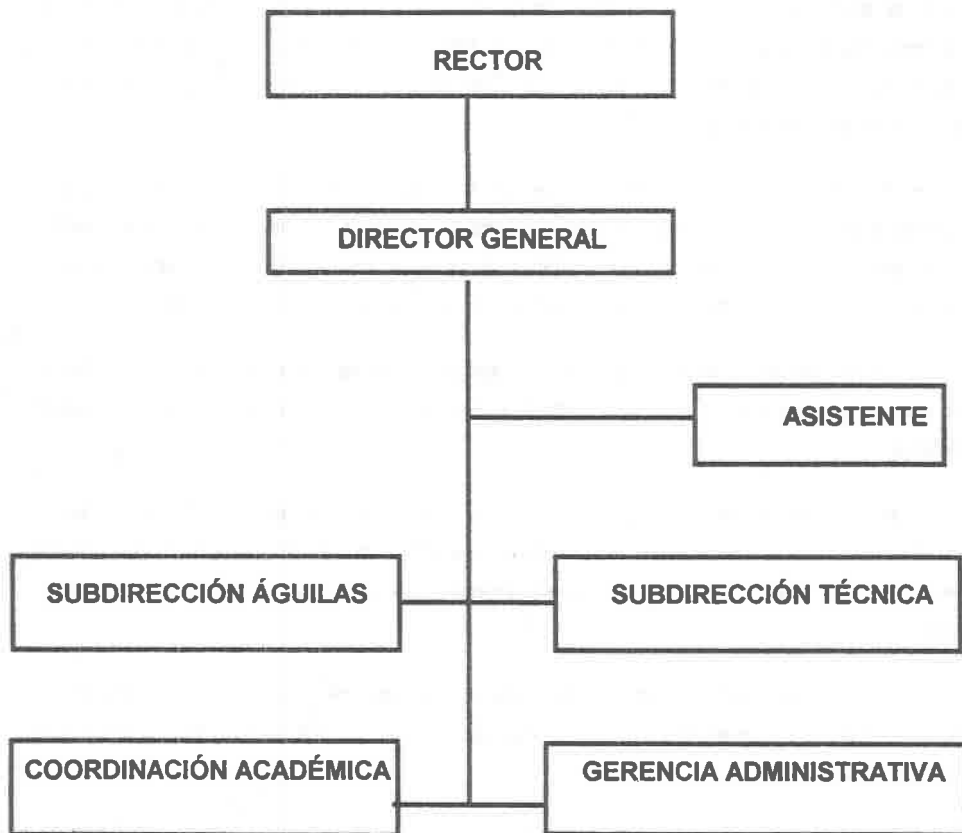 RECTOR
DIRECTOR GENERAL
ASISTENTE
SUBDIRECCIÓN ÁGUILAS
SUBDIRECCIÓN TÉCNICA
COORDINACIÓN ACADÉMICA
GERENCIA ADMINISTRATIVA